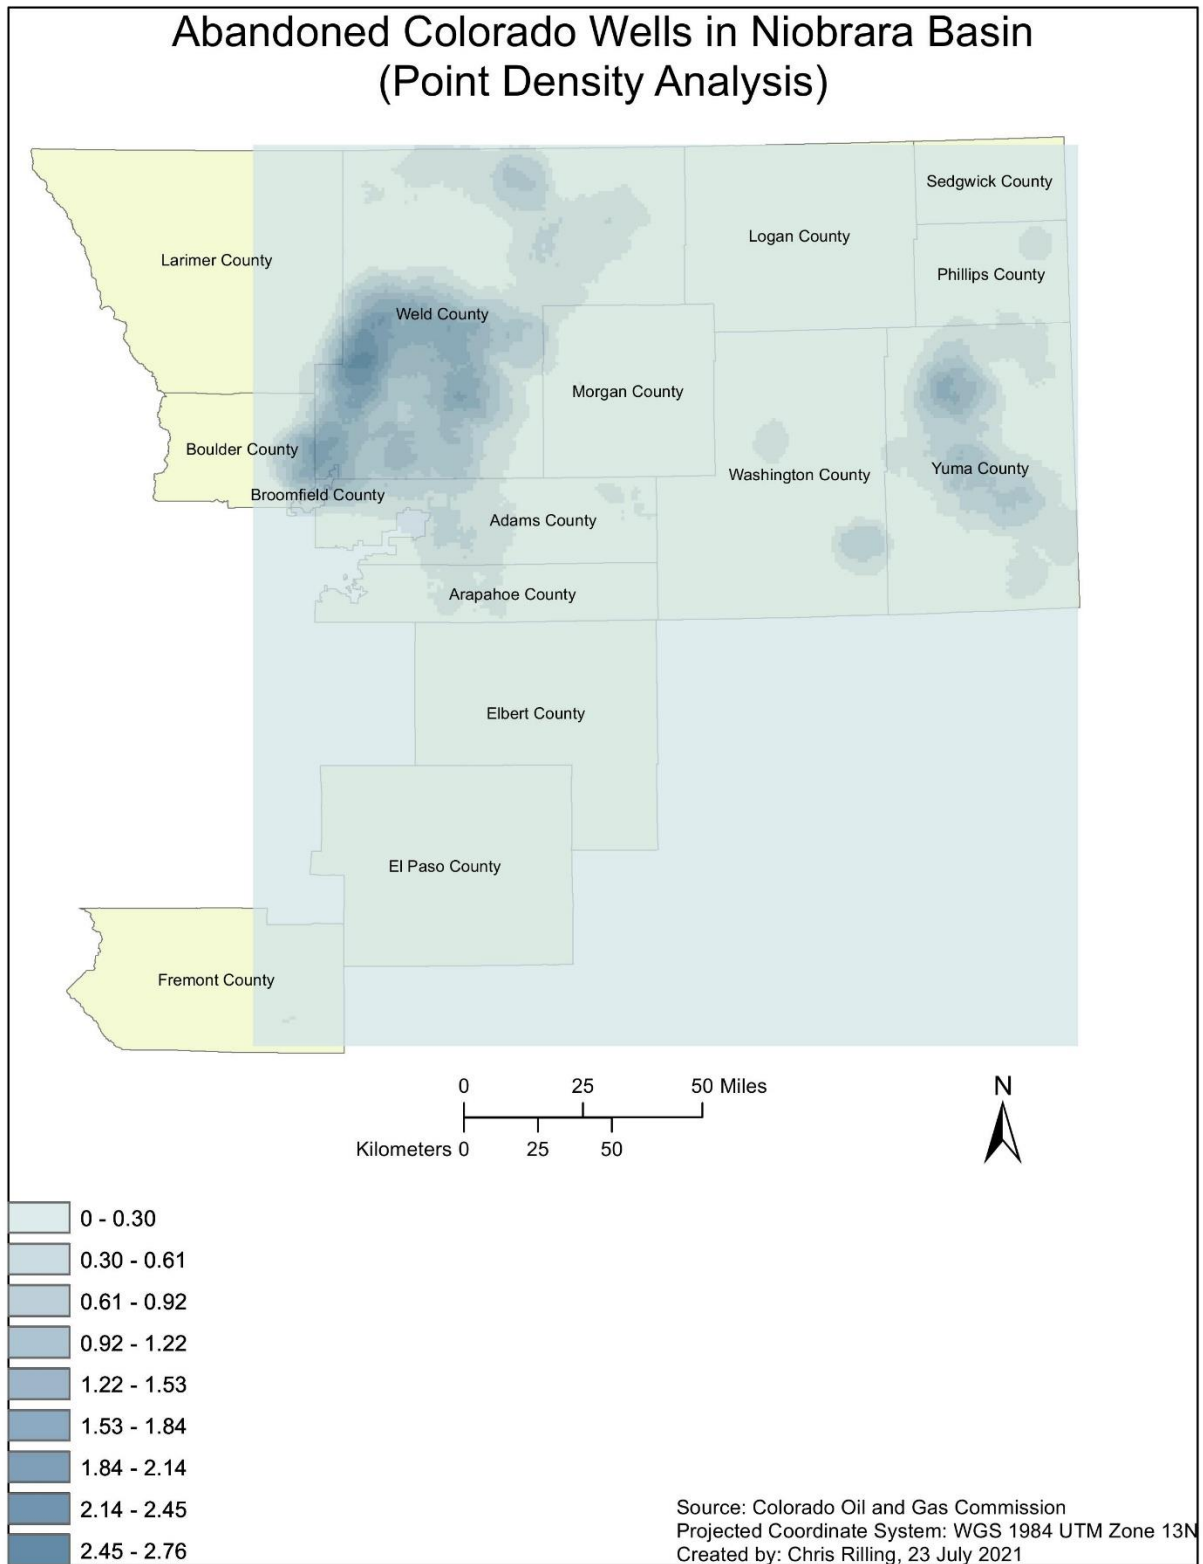 Abandoned Colorado Wells in Niobrara Basin
(Point Density Analysis)
Sedgwick County
Logan County
Larimer County
Phillips County
Weld County
Morgan County
Boulder County
Yuma County
Washington County
Broomfield County
Adams County
Arapahoe County
Elbert County
El Paso County
Fremont County
0 25 50 Miles
N
Kilometers 0 25 50
0 - 0.30
0.30 - 0.61
0.61 - 0.92
0.92 - 1.22
1.22 - 1.53
1.53 - 1.84
1.84 - 2.14
2.14 - 2.45
2.45 - 2.76
Source: Colorado Oil and Gas Commission
Projected Coordinate System: WGS 1984 UTM Zone 13N
Created by: Chris Rilling, 23 July 2021